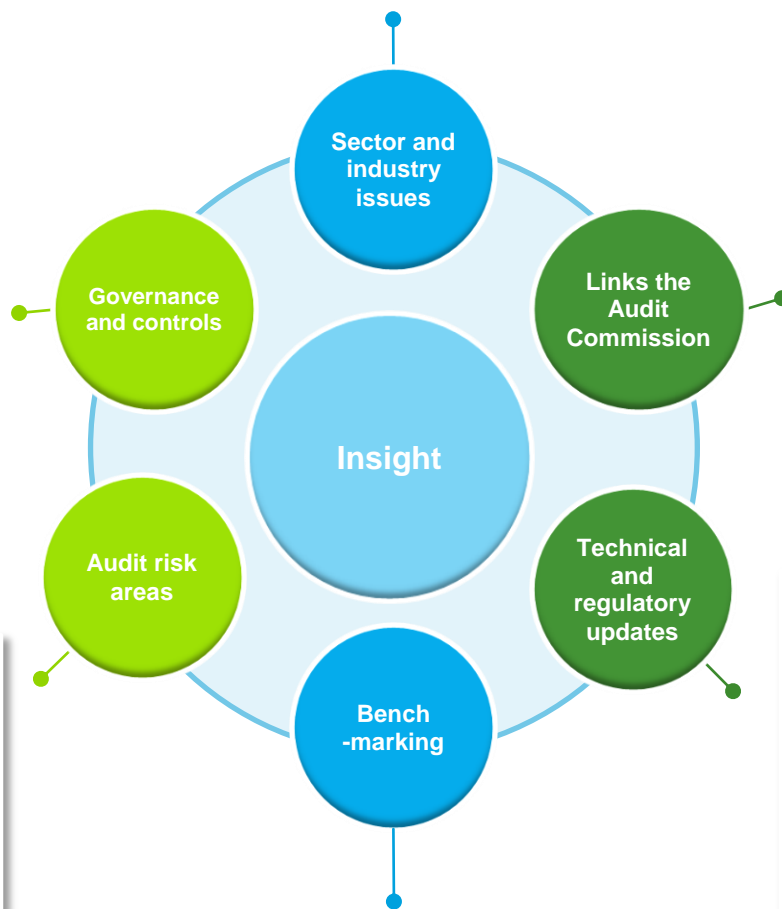 Sector and
industry
issues
Governance
and controls
Links the
Audit
Commission
Insight
Audit risk
areas
Technical
and
regulatory
updates
Bench
-marking